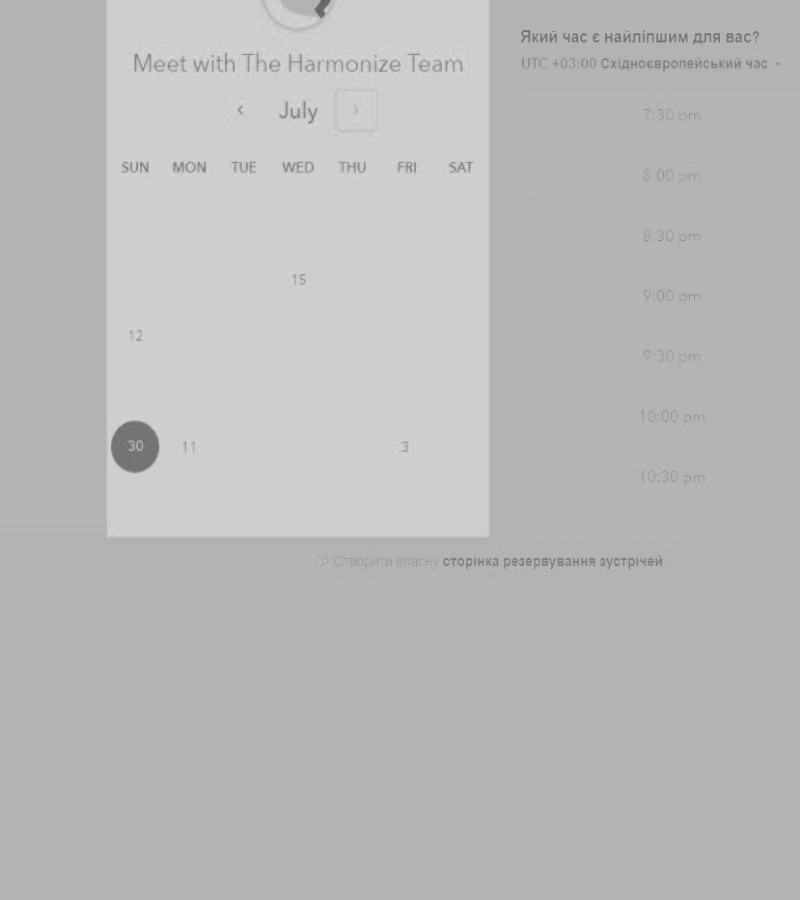 Meet with The Harmonize Team
‹ July ›
SUN MON TUE WED THU FRI SAT
15
12
30 11 3
Який час є найліпшим для вас?
UTC +03:00 Східноєвропейський час
7:30 pm
8:00 pm
8:30 pm
9:00 pm
9:30 pm
10:00 pm
10:30 pm
Створити власну сторінка резервування зустрічей